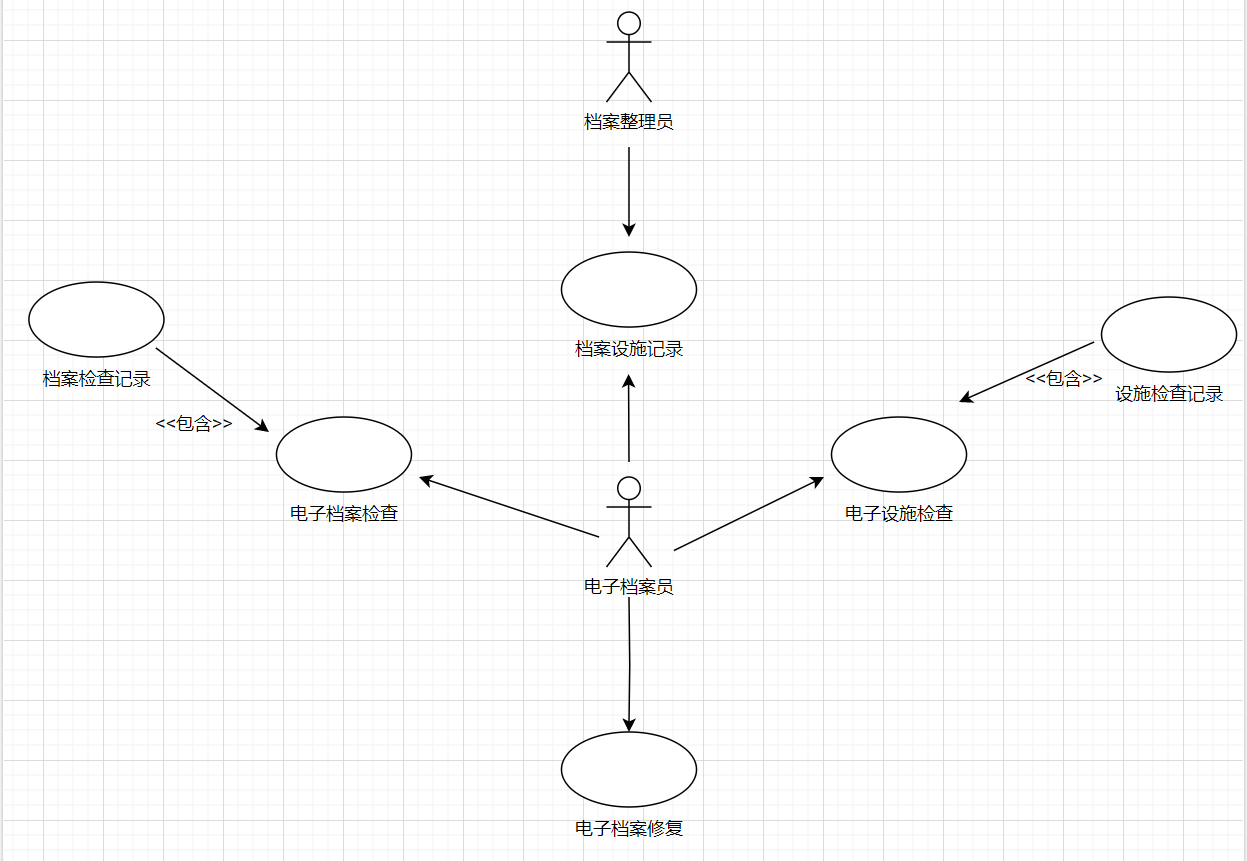 档案整理员
档案设施记录
档案检查记录
<<包含>>
设施检查记录
<<包含>>
电子档案检查
电子设施检查
电子档案员
电子档案修复